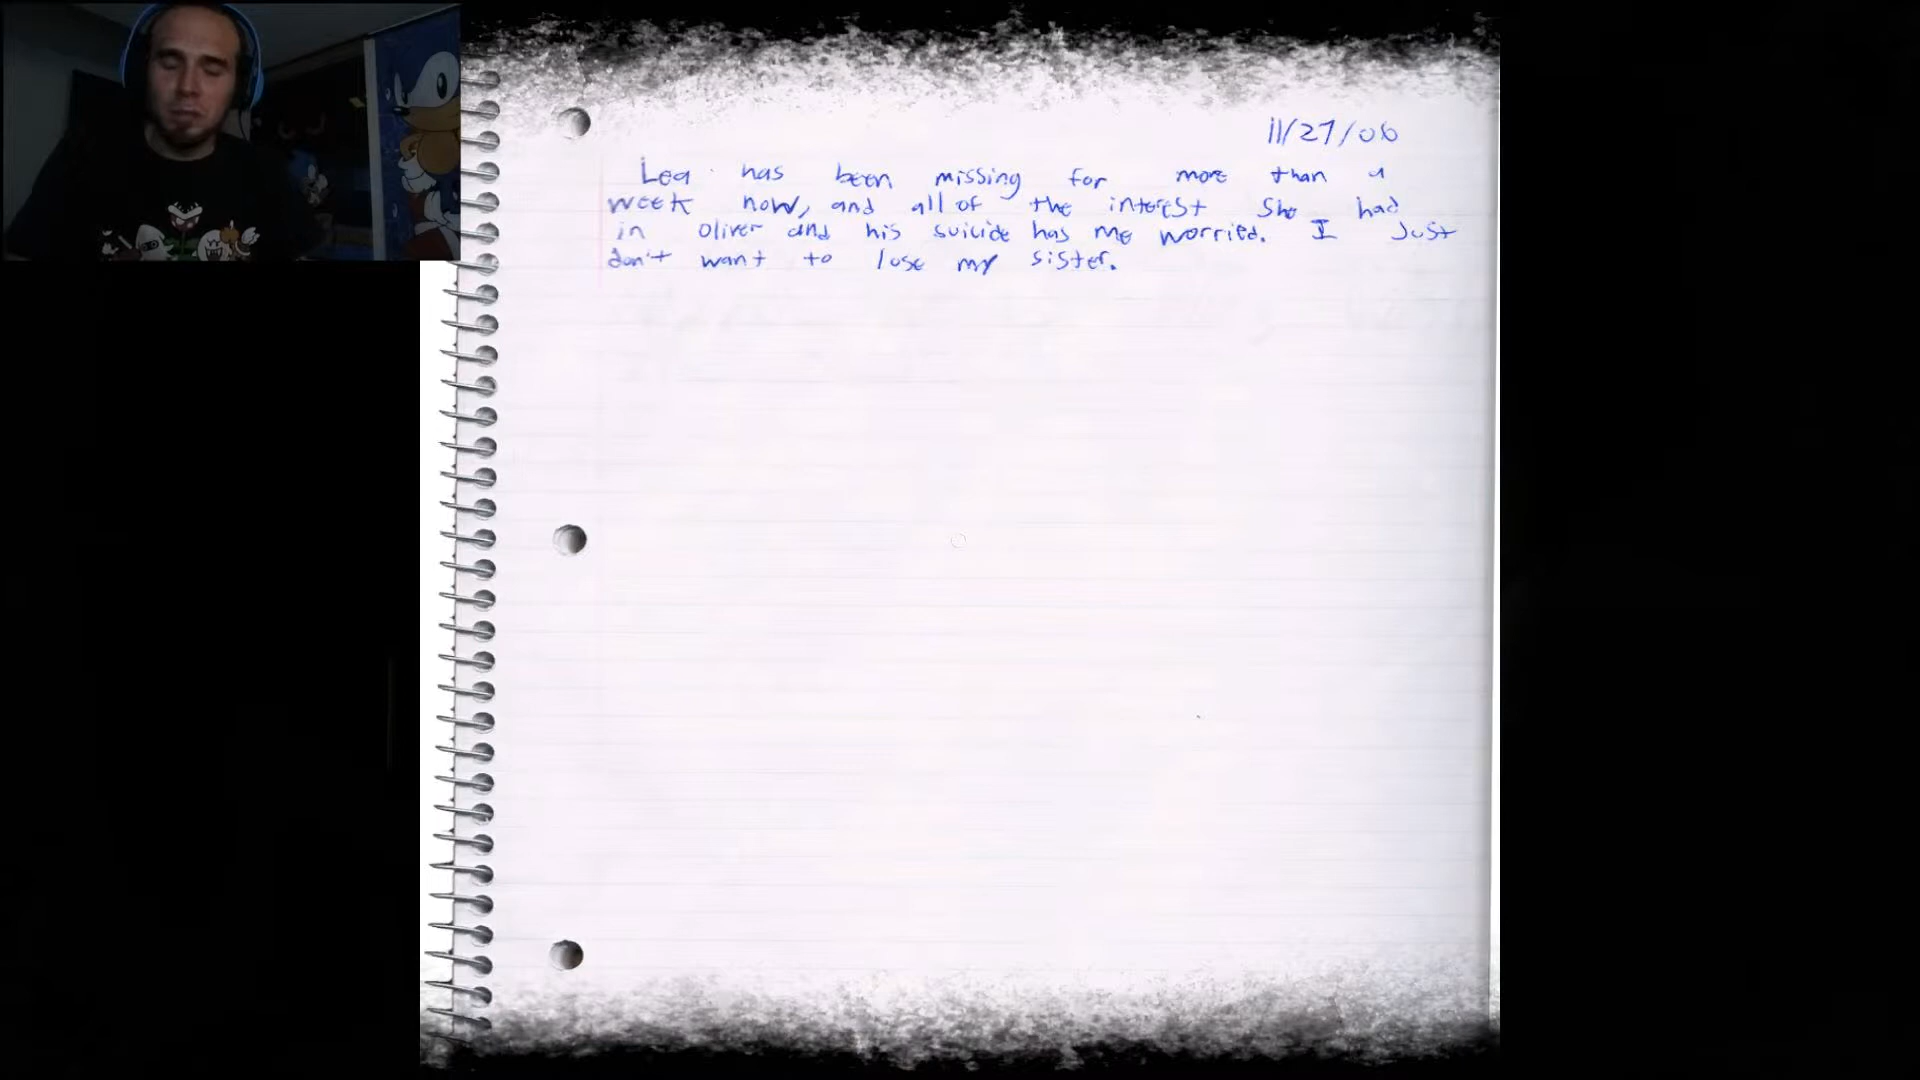 11/27/06
Lea has been missing for more than a
week now, and all of the interest she had
in Oliver and his suicide has me worried. I Just
don't want to lose my sister.